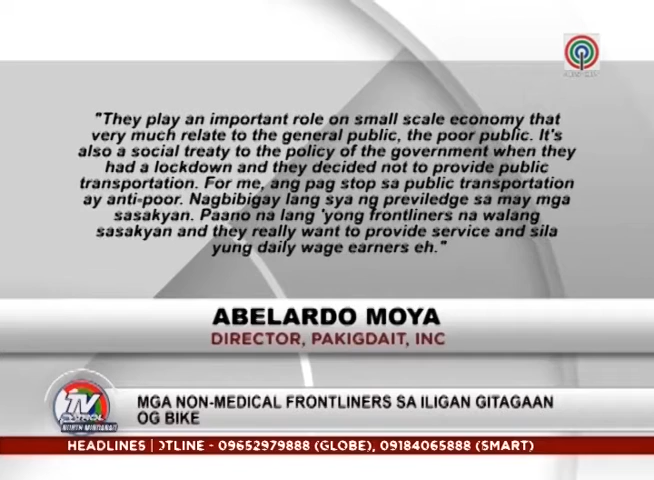 "They play an important role on small scale economy that
very much relate to the general public, the poor public. It's
also a social treaty to the policy of the government when they
had a lockdown and they decided not to provide public
transportation. For me, ang pag stop sa public transportation
ay anti-poor. Nagbibigay lang sya ng previledge sa may mga
sasakyan. Paano na lang 'yong frontliners na walang
sasakyan and they really want to provide service and sila
yung daily wage earners eh."
ABELARDO MOYA
DIRECTOR, PAKIGDAIT, INC
TV
PATROL
NORTH MINDANAO
MGA NON-MEDICAL FRONTLINERS SA ILIGAN GITAGAAN
OG BIKE
HEADLINES | OTLINE - 09652979888 (GLOBE), 09184065888 (SMART)